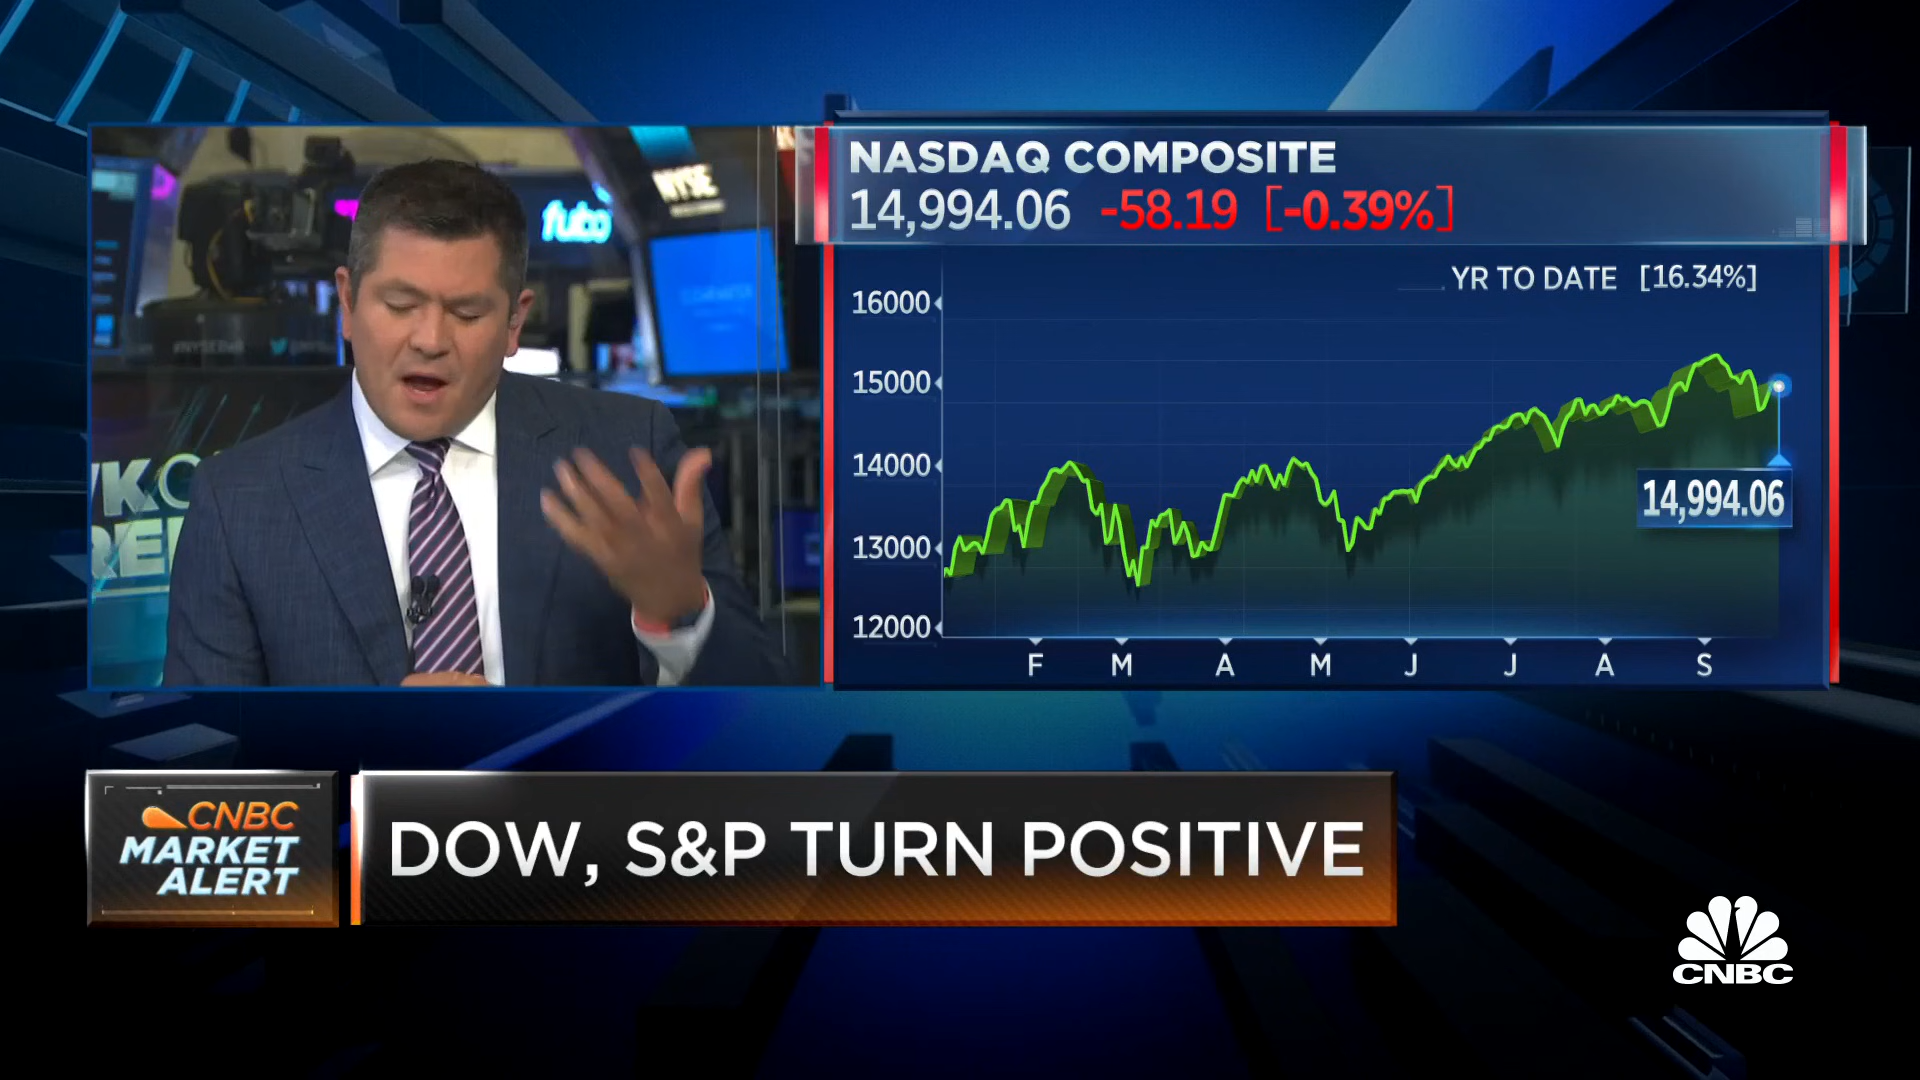 NYSE
fubo
NASDAQ COMPOSITE
14,994.06 -58.19 [-0.39%]
YR TO DATE [16.34%]
16000
15000
14000
13000
12000
14,994.06
F M A M J J A S
CNBC
MARKET
ALERT
DOW, S&P TURN POSITIVE
CNBC